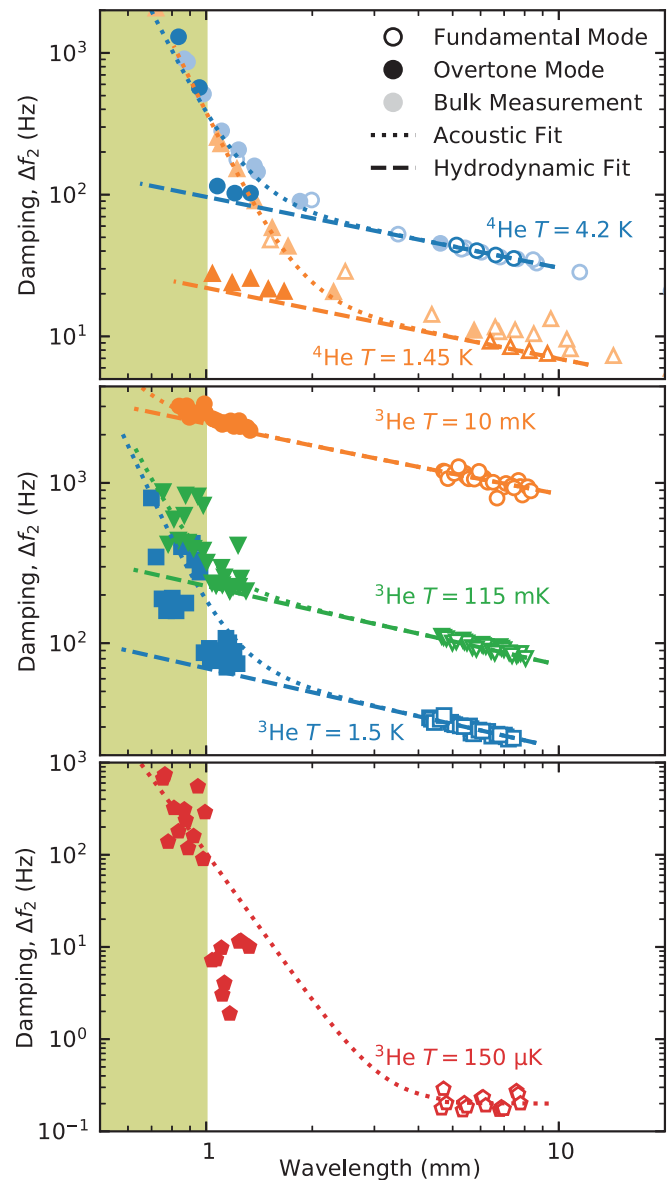 10³
10²
10¹
Damping, Δf₂ (Hz)
Fundamental Mode
Overtone Mode
Bulk Measurement
Acoustic Fit
Hydrodynamic Fit
⁴He T = 4.2 K
⁴He T = 1.45 K
10³
10²
Damping, Δf₂ (Hz)
³He T = 10 mK
³He T = 115 mK
³He T = 1.5 K
10³
10²
10¹
10⁰
10⁻¹
Damping, Δf₂ (Hz)
³He T = 150 μK
1 10
Wavelength (mm)